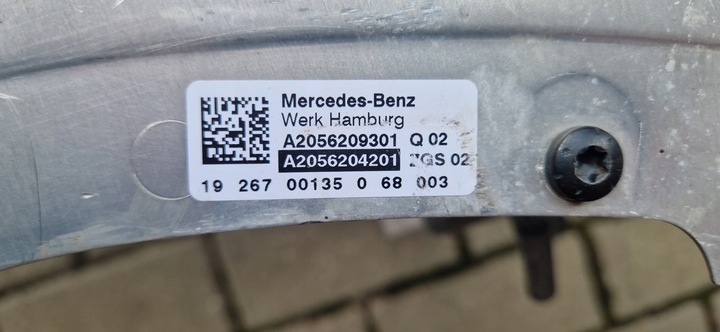 Mercedes-Benz
Werk Hamburg
A2056209301 Q 02
A2056204201 ZGS 02
19 267 00135 0 68 003